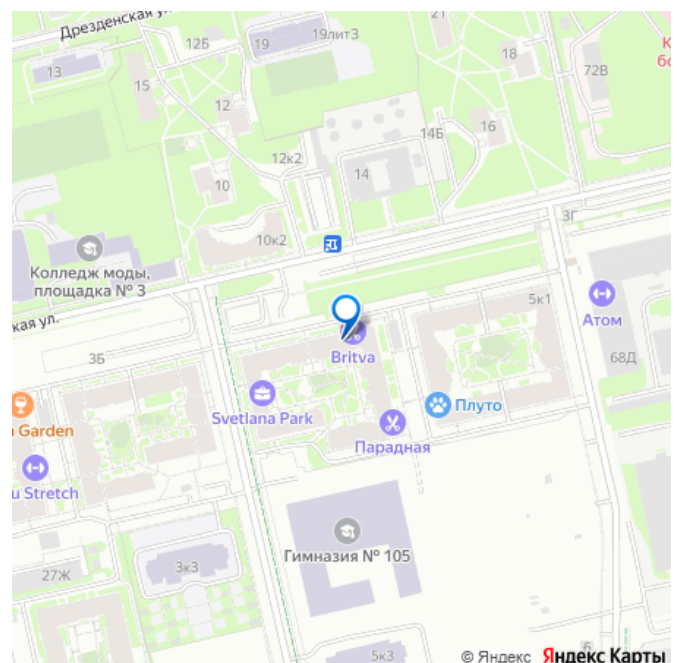 Дрезденская ул.
21
12Б
19
19лит3
13
15
18
72В
К
бо
12
14Б
16
12к2
14
10
3Г
10к2
Колледж моды,
площадка № 3
кая ул.
5к1
Атом
3Б
Britva
68Д
Svetlana Park
Плуто
Garden
Парадная
u Stretch
Гимназия № 105
27Ж
3к3
5к3
© Яндекс Яндекс Карты